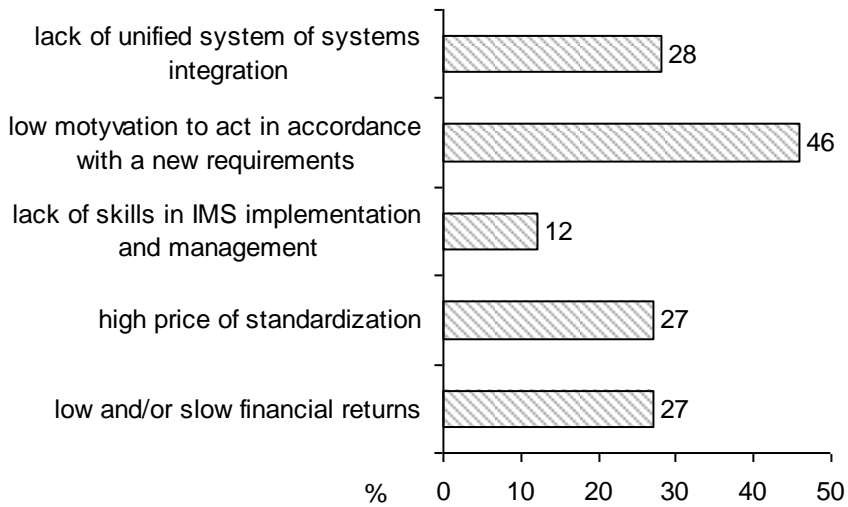 lack of unified system of systems
integration
28
low motyvation to act in accordance
with a new requirements
46
lack of skills in IMS implementation
and management
12
high price of standardization
27
low and/or slow financial returns
27
% 0 10 20 30 40 50